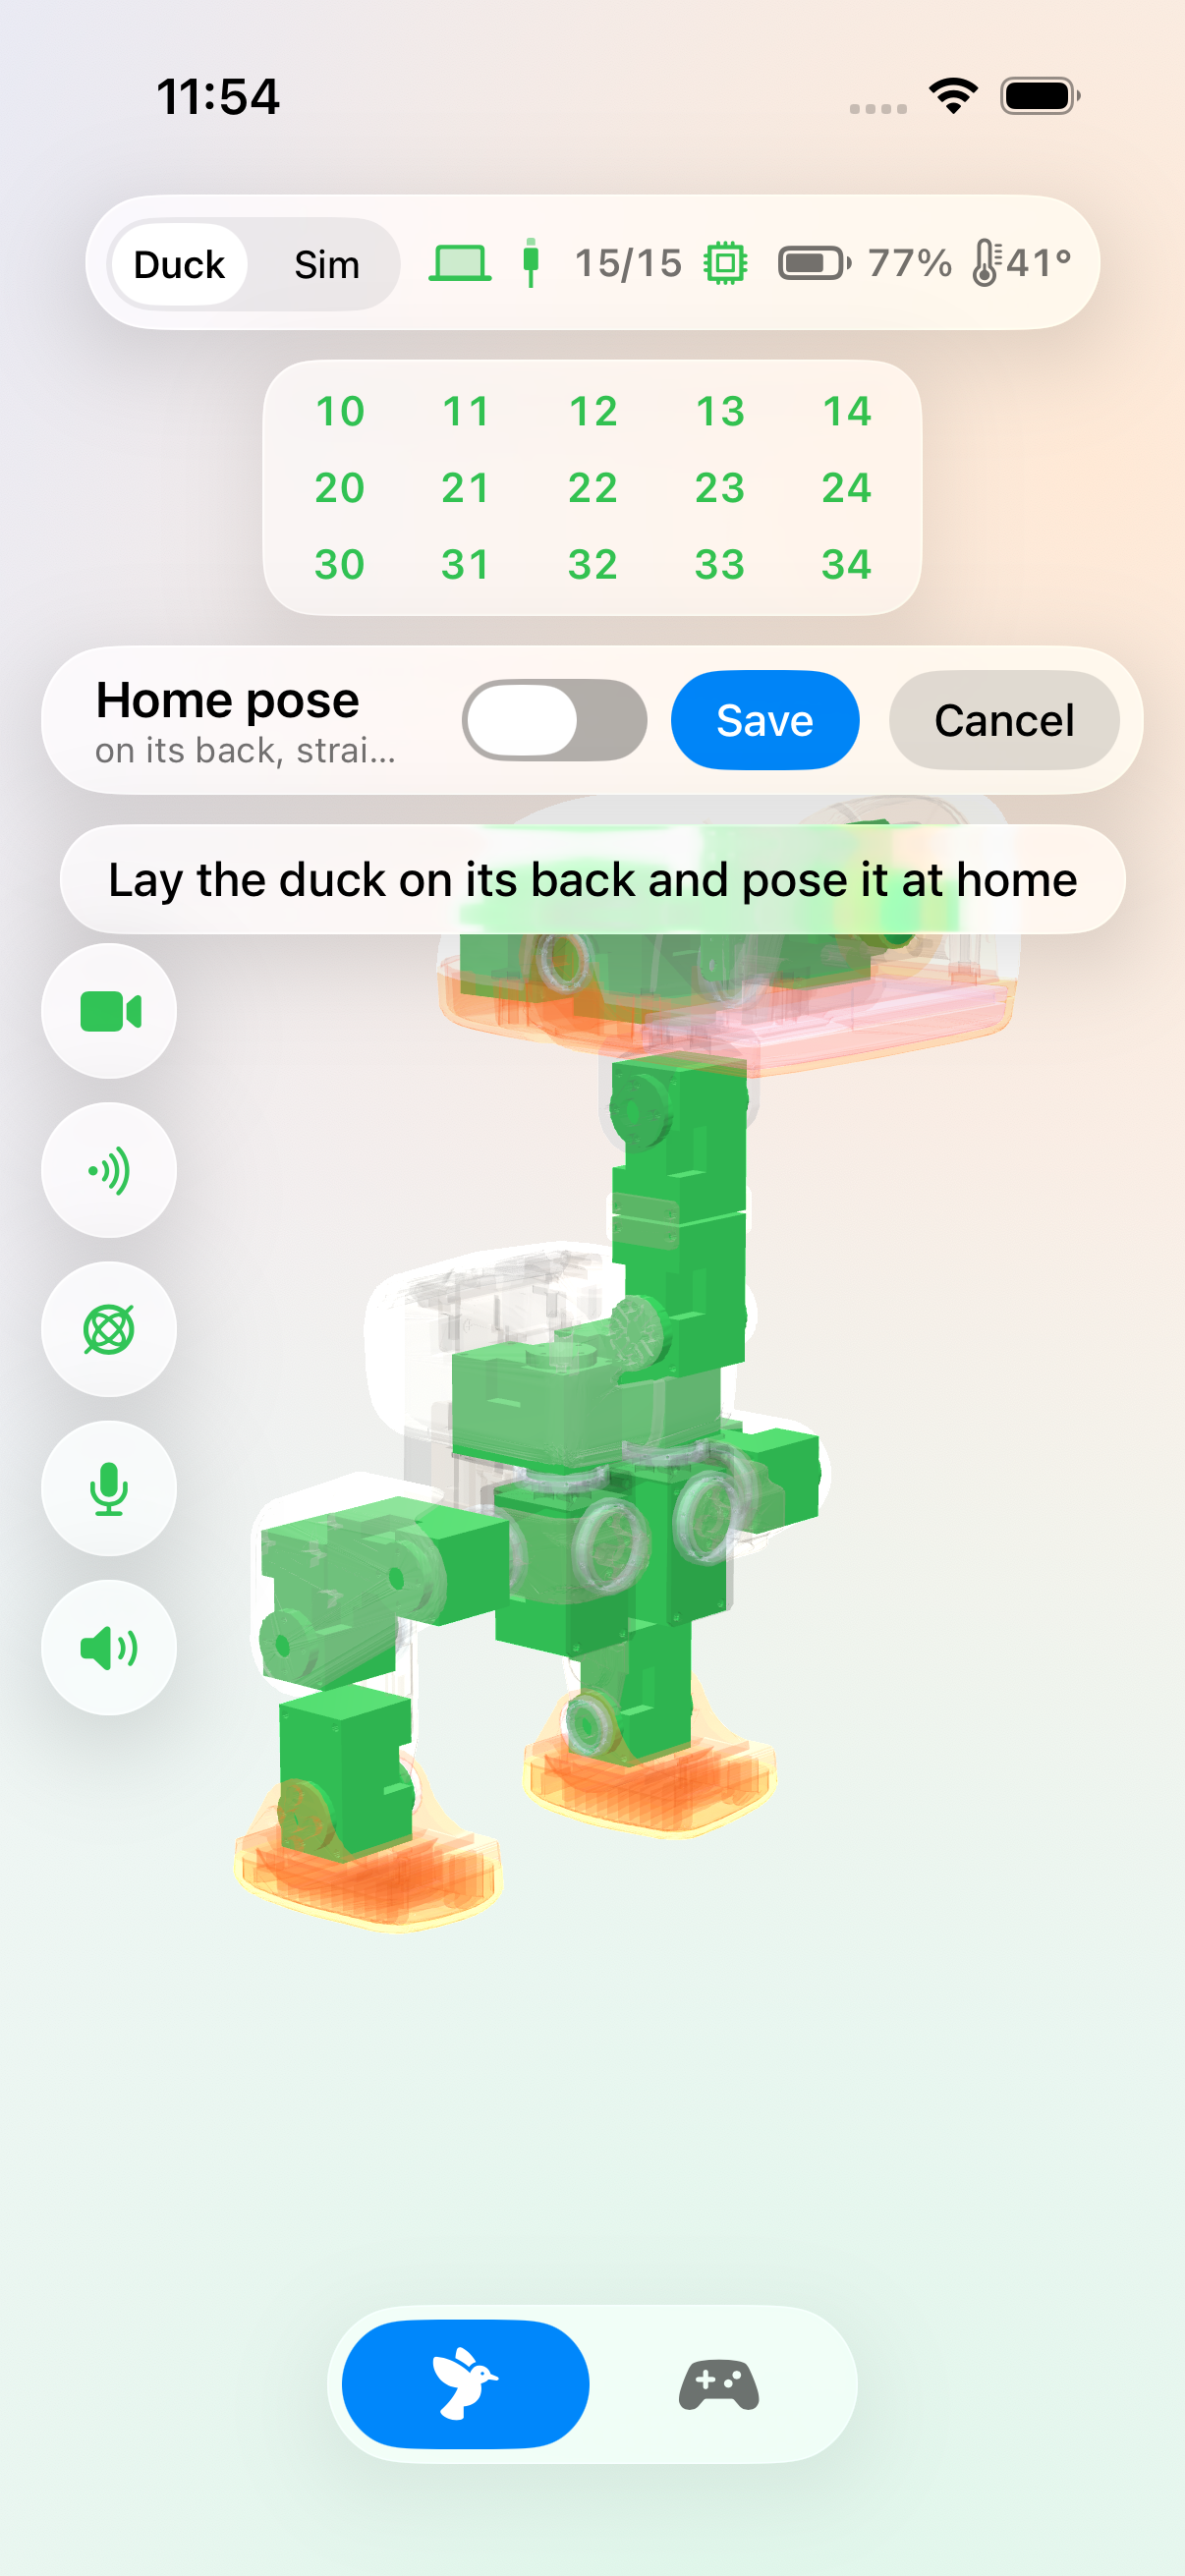 11:54
Duck Sim 15/15 77% 41°
10 11 12 13 14
20 21 22 23 24
30 31 32 33 34
Home pose
on its back, strai...
Save Cancel
Lay the duck on its back and pose it at home